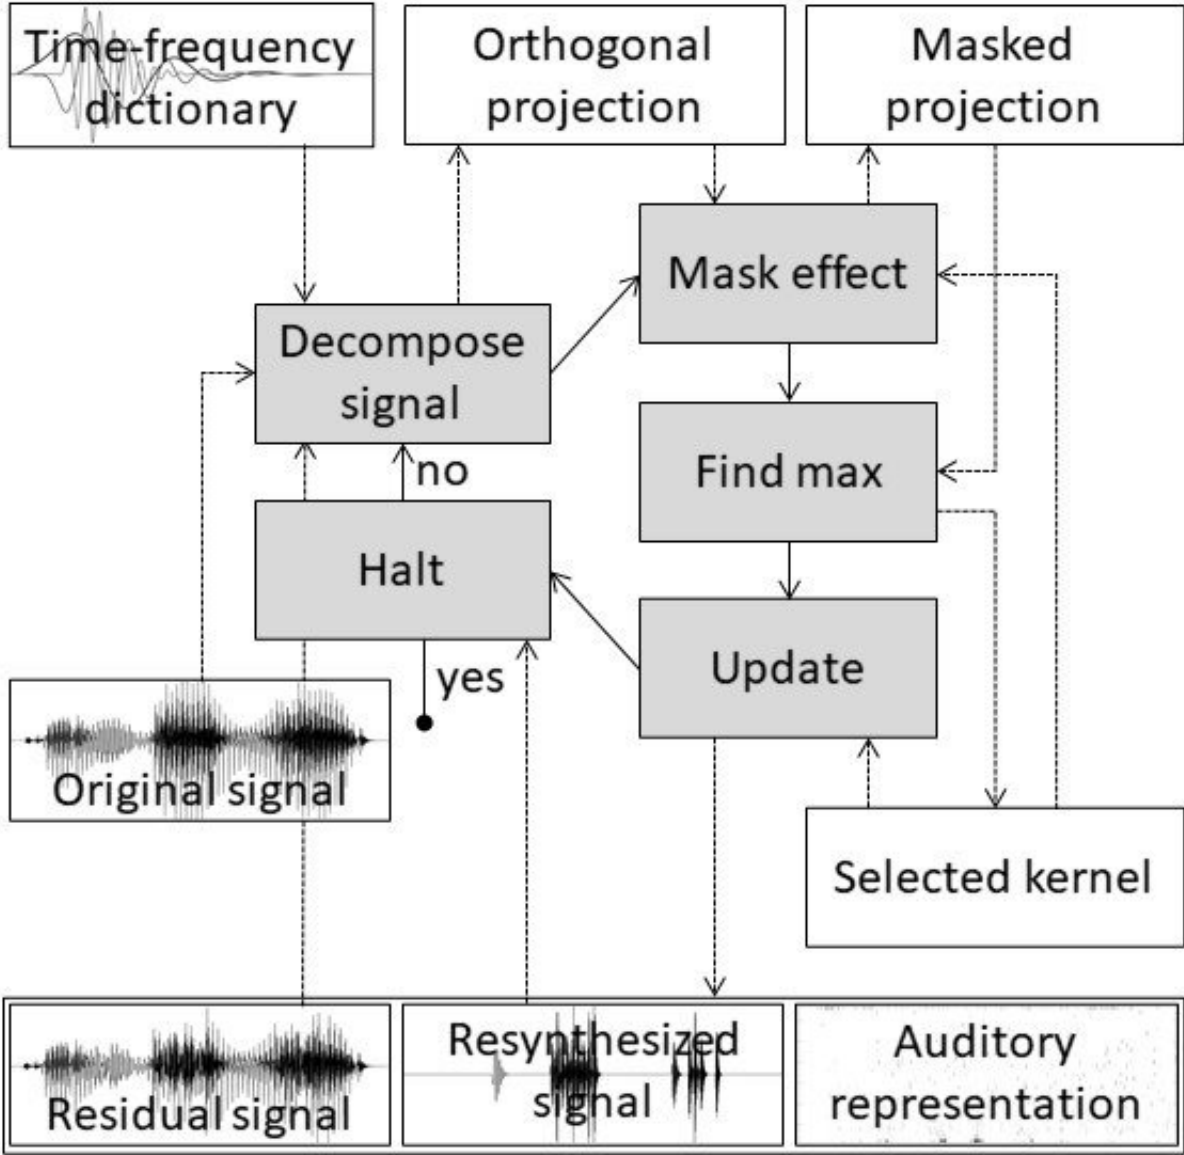 Time-frequency
dictionary
Orthogonal
projection
Masked
projection
Mask effect
Decompose
signal
no
Find max
Halt
yes
Update
Original signal
Selected kernel
Residual signal
Resynthesized
signal
Auditory
representation